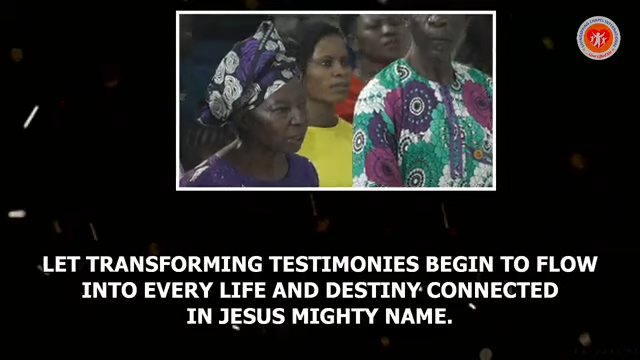 LET TRANSFORMING TESTIMONIES BEGIN TO FLOW
INTO EVERY LIFE AND DESTINY CONNECTED
IN JESUS MIGHTY NAME.